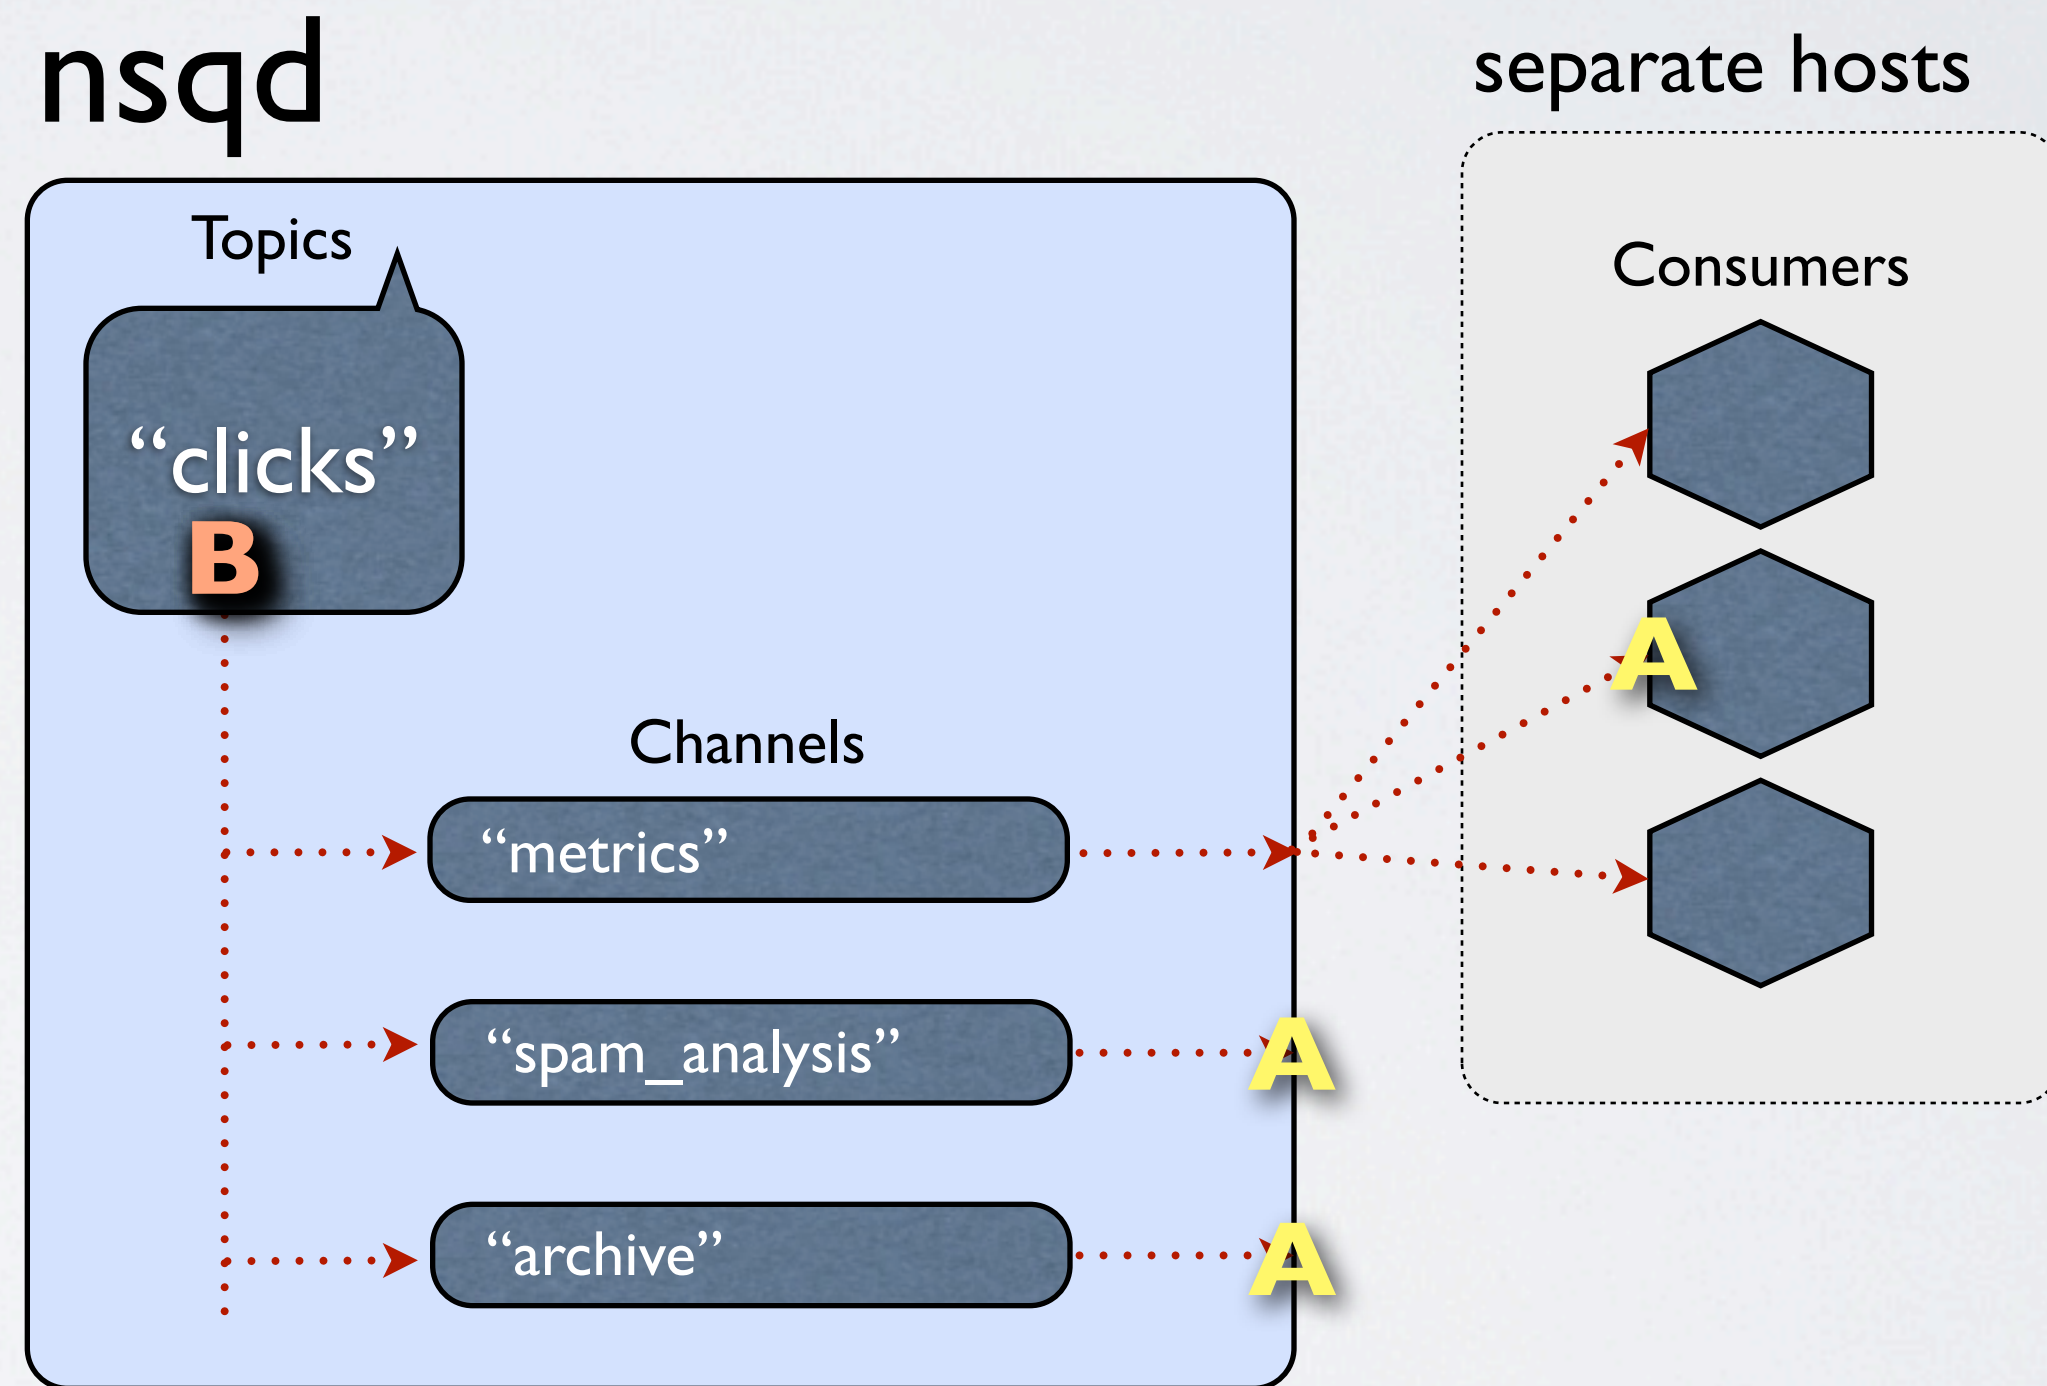 nsqd
separate hosts
Topics
Consumers
“clicks”
B
A
Channels
“metrics”
“spam_analysis”
A
“archive”
A